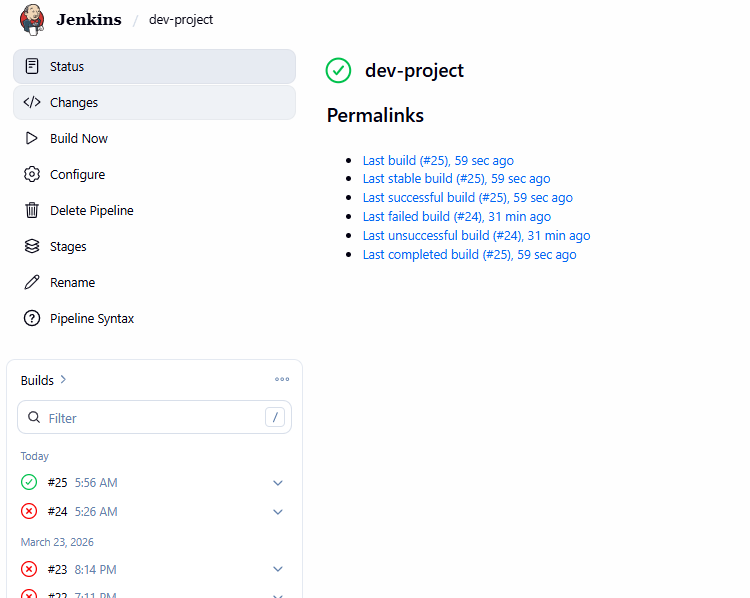 Jenkins / dev-project
Status
Changes
Build Now
Configure
Delete Pipeline
Stages
Rename
Pipeline Syntax
Builds
Filter /
Today
#25 5:56 AM
#24 5:26 AM
March 23, 2026
#23 8:14 PM
#22 7:11 PM
dev-project
Permalinks
Last build (#25), 59 sec ago
Last stable build (#25), 59 sec ago
Last successful build (#25), 59 sec ago
Last failed build (#24), 31 min ago
Last unsuccessful build (#24), 31 min ago
Last completed build (#25), 59 sec ago